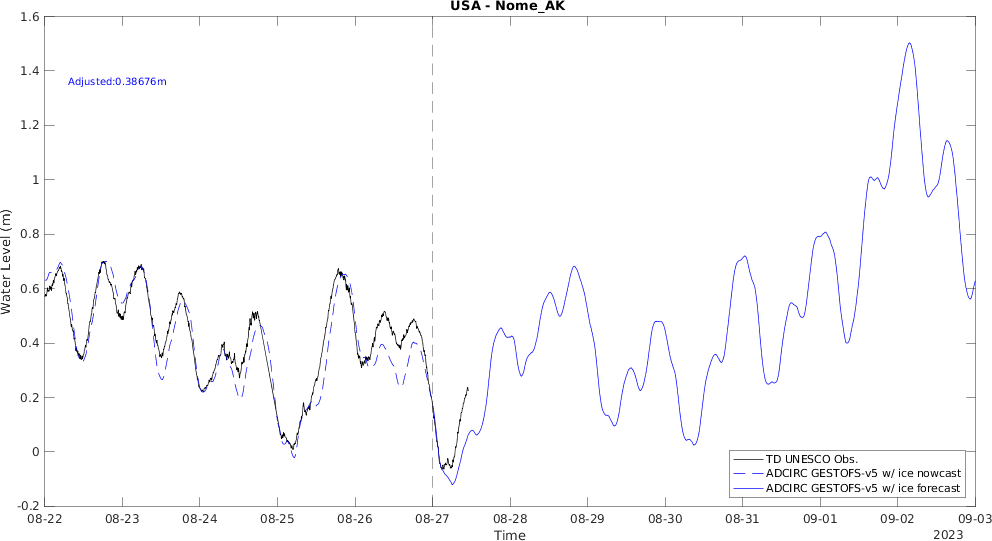 USA - Nome_AK
1.6
1.4
Adjusted:0.38676m
1.2
1
0.8
0.6
0.4
0.2
0
-0.2
Water Level (m)
TD UNESCO Obs.
ADCIRC GESTOFS-v5 w/ ice nowcast
ADCIRC GESTOFS-v5 w/ ice forecast
08-22 08-23 08-24 08-25 08-26 08-27 08-28 08-29 08-30 08-31 09-01 09-02 09-03
Time
2023